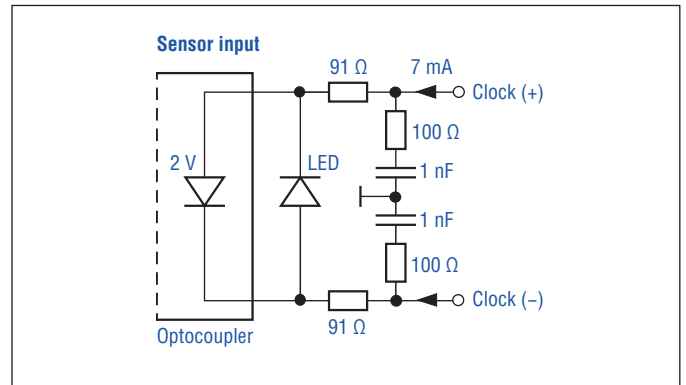 Sensor input
91 Ω
7 mA
Clock (+)
100 Ω
2 V
LED
1 nF
1 nF
100 Ω
Clock (−)
91 Ω
Optocoupler